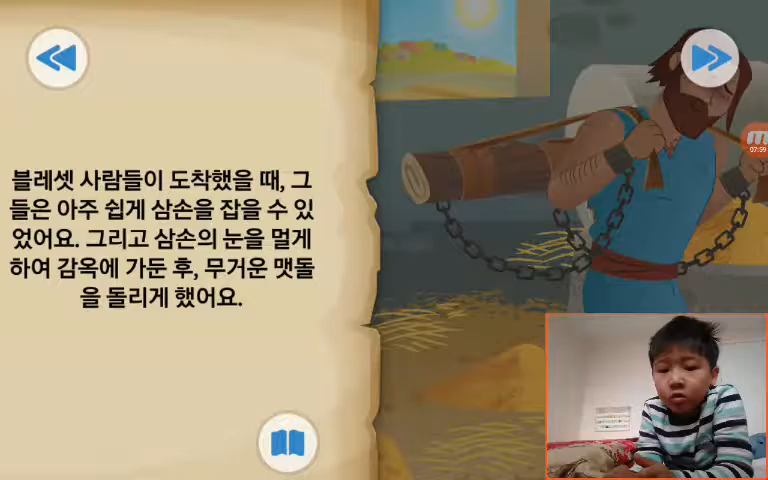 블레셋 사람들이 도착했을 때, 그
들은 아주 쉽게 삼손을 잡을 수 있
었어요. 그리고 삼손의 눈을 멀게
하여 감옥에 가둔 후, 무거운 맷돌
을 돌리게 했어요.
07:59